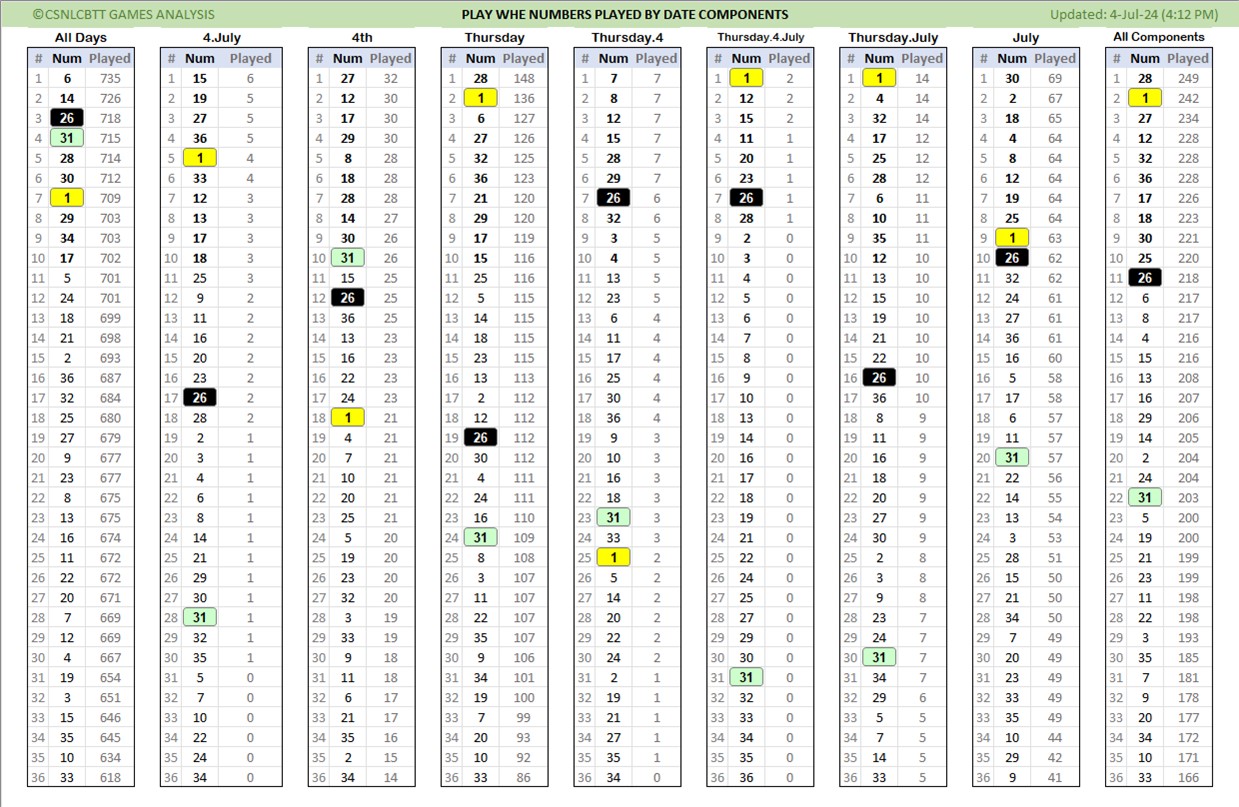 ©CSNLCBTT GAMES ANALYSIS PLAY WHE NUMBERS PLAYED BY DATE COMPONENTS Updated: 4-Jul-24 (4:12 PM)
All Days 4.July 4th Thursday Thursday.4 Thursday.4.July Thursday.July July All Components
# Num Played # Num Played # Num Played # Num Played # Num Played # Num Played # Num Played # Num Played # Num Played
1 6 735 1 15 6 1 27 32 1 28 148 1 7 7 1 1 2 1 1 14 1 30 69 1 28 249
2 14 726 2 19 5 2 12 30 2 1 136 2 8 7 2 12 2 2 4 14 2 2 67 2 1 242
3 26 718 3 27 5 3 17 30 3 6 127 3 12 7 3 15 2 3 32 14 3 18 65 3 27 234
4 31 715 4 36 5 4 29 30 4 27 126 4 15 7 4 11 1 4 17 12 4 4 64 4 12 228
5 28 714 5 1 4 5 8 28 5 32 125 5 28 7 5 20 1 5 25 12 5 8 64 5 32 228
6 30 712 6 33 4 6 18 28 6 36 123 6 29 7 6 23 1 6 28 12 6 12 64 6 36 228
7 1 709 7 12 3 7 28 28 7 21 120 7 26 6 7 26 1 7 6 11 7 19 64 7 17 226
8 29 703 8 13 3 8 14 27 8 29 120 8 32 6 8 28 1 8 10 11 8 25 64 8 18 223
9 34 703 9 17 3 9 30 26 9 17 119 9 3 5 9 2 0 9 35 11 9 1 63 9 30 221
10 17 702 10 18 3 10 31 26 10 15 116 10 4 5 10 3 0 10 12 10 10 26 62 10 25 220
11 5 701 11 25 3 11 15 25 11 25 116 11 13 5 11 4 0 11 13 10 11 32 62 11 26 218
12 24 701 12 9 2 12 26 25 12 5 115 12 23 5 12 5 0 12 15 10 12 24 61 12 6 217
13 18 699 13 11 2 13 36 25 13 14 115 13 6 4 13 6 0 13 19 10 13 27 61 13 8 217
14 21 698 14 16 2 14 13 23 14 18 115 14 11 4 14 7 0 14 21 10 14 36 61 14 4 216
15 2 693 15 20 2 15 16 23 15 23 115 15 17 4 15 8 0 15 22 10 15 16 60 15 15 216
16 36 687 16 23 2 16 22 23 16 13 113 16 25 4 16 9 0 16 26 10 16 5 58 16 13 208
17 32 684 17 26 2 17 24 23 17 2 112 17 30 4 17 10 0 17 36 10 17 17 58 17 16 207
18 25 680 18 28 2 18 1 21 18 12 112 18 36 4 18 13 0 18 8 9 18 6 57 18 29 206
19 27 679 19 2 1 19 4 21 19 26 112 19 9 3 19 14 0 19 11 9 19 11 57 19 14 205
20 9 677 20 3 1 20 7 21 20 30 112 20 10 3 20 16 0 20 16 9 20 31 57 20 2 204
21 23 677 21 4 1 21 10 21 21 4 111 21 16 3 21 17 0 21 18 9 21 22 56 21 24 204
22 8 675 22 6 1 22 20 21 22 24 111 22 18 3 22 18 0 22 20 9 22 14 55 22 31 203
23 13 675 23 8 1 23 25 21 23 16 110 23 31 3 23 19 0 23 27 9 23 13 54 23 5 200
24 16 674 24 14 1 24 5 20 24 31 109 24 33 3 24 21 0 24 30 9 24 3 53 24 19 200
25 11 672 25 21 1 25 19 20 25 8 108 25 1 2 25 22 0 25 2 8 25 28 51 25 21 199
26 22 672 26 29 1 26 23 20 26 3 107 26 5 2 26 24 0 26 3 8 26 15 50 26 23 199
27 20 671 27 30 1 27 32 20 27 11 107 27 14 2 27 25 0 27 9 8 27 21 50 27 11 198
28 7 669 28 31 1 28 3 19 28 22 107 28 20 2 28 27 0 28 23 7 28 34 50 28 22 198
29 12 669 29 32 1 29 33 19 29 35 107 29 22 2 29 29 0 29 24 7 29 7 49 29 3 193
30 4 667 30 35 1 30 9 18 30 9 106 30 24 2 30 30 0 30 31 7 30 20 49 30 35 185
31 19 654 31 5 0 31 11 18 31 34 101 31 2 1 31 31 0 31 34 7 31 23 49 31 7 181
32 3 651 32 7 0 32 6 17 32 19 100 32 19 1 32 32 0 32 29 6 32 33 49 32 9 178
33 15 646 33 10 0 33 21 17 33 7 99 33 21 1 33 33 0 33 5 5 33 35 49 33 20 177
34 35 645 34 22 0 34 35 16 34 20 93 34 27 1 34 34 0 34 7 5 34 10 44 34 34 172
35 10 634 35 24 0 35 2 15 35 10 92 35 35 1 35 35 0 35 14 5 35 29 42 35 10 171
36 33 618 36 34 0 36 34 14 36 33 86 36 34 0 36 36 0 36 33 5 36 9 41 36 33 166